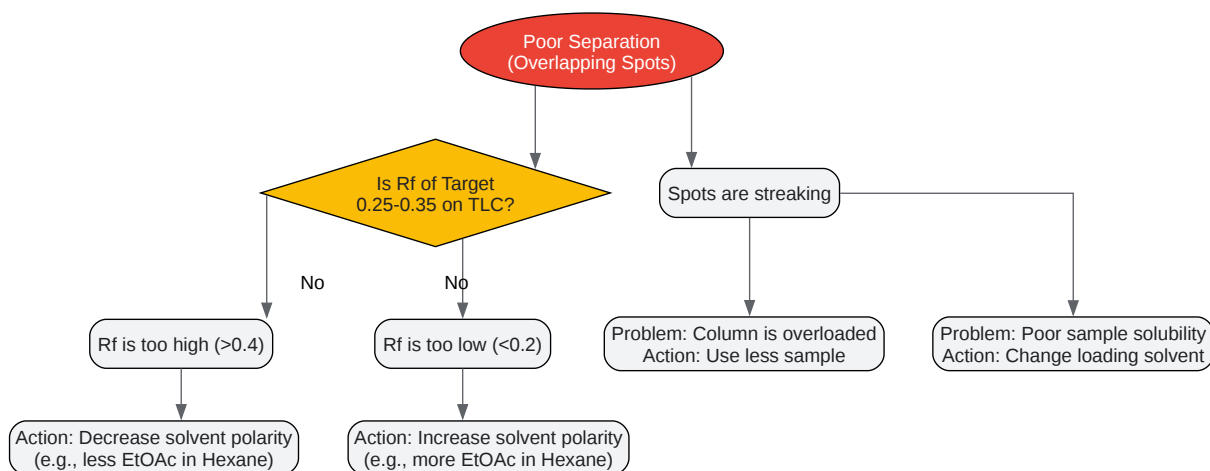 Poor Separation
(Overlapping Spots)
Is Rf of Target
0.25-0.35 on TLC?
Spots are streaking
No
No
Rf is too high (>0.4)
Rf is too low (<0.2)
Problem: Column is overloaded
Action: Use less sample
Problem: Poor sample solubility
Action: Change loading solvent
Action: Decrease solvent polarity
(e.g., less EtOAc in Hexane)
Action: Increase solvent polarity
(e.g., more EtOAc in Hexane)